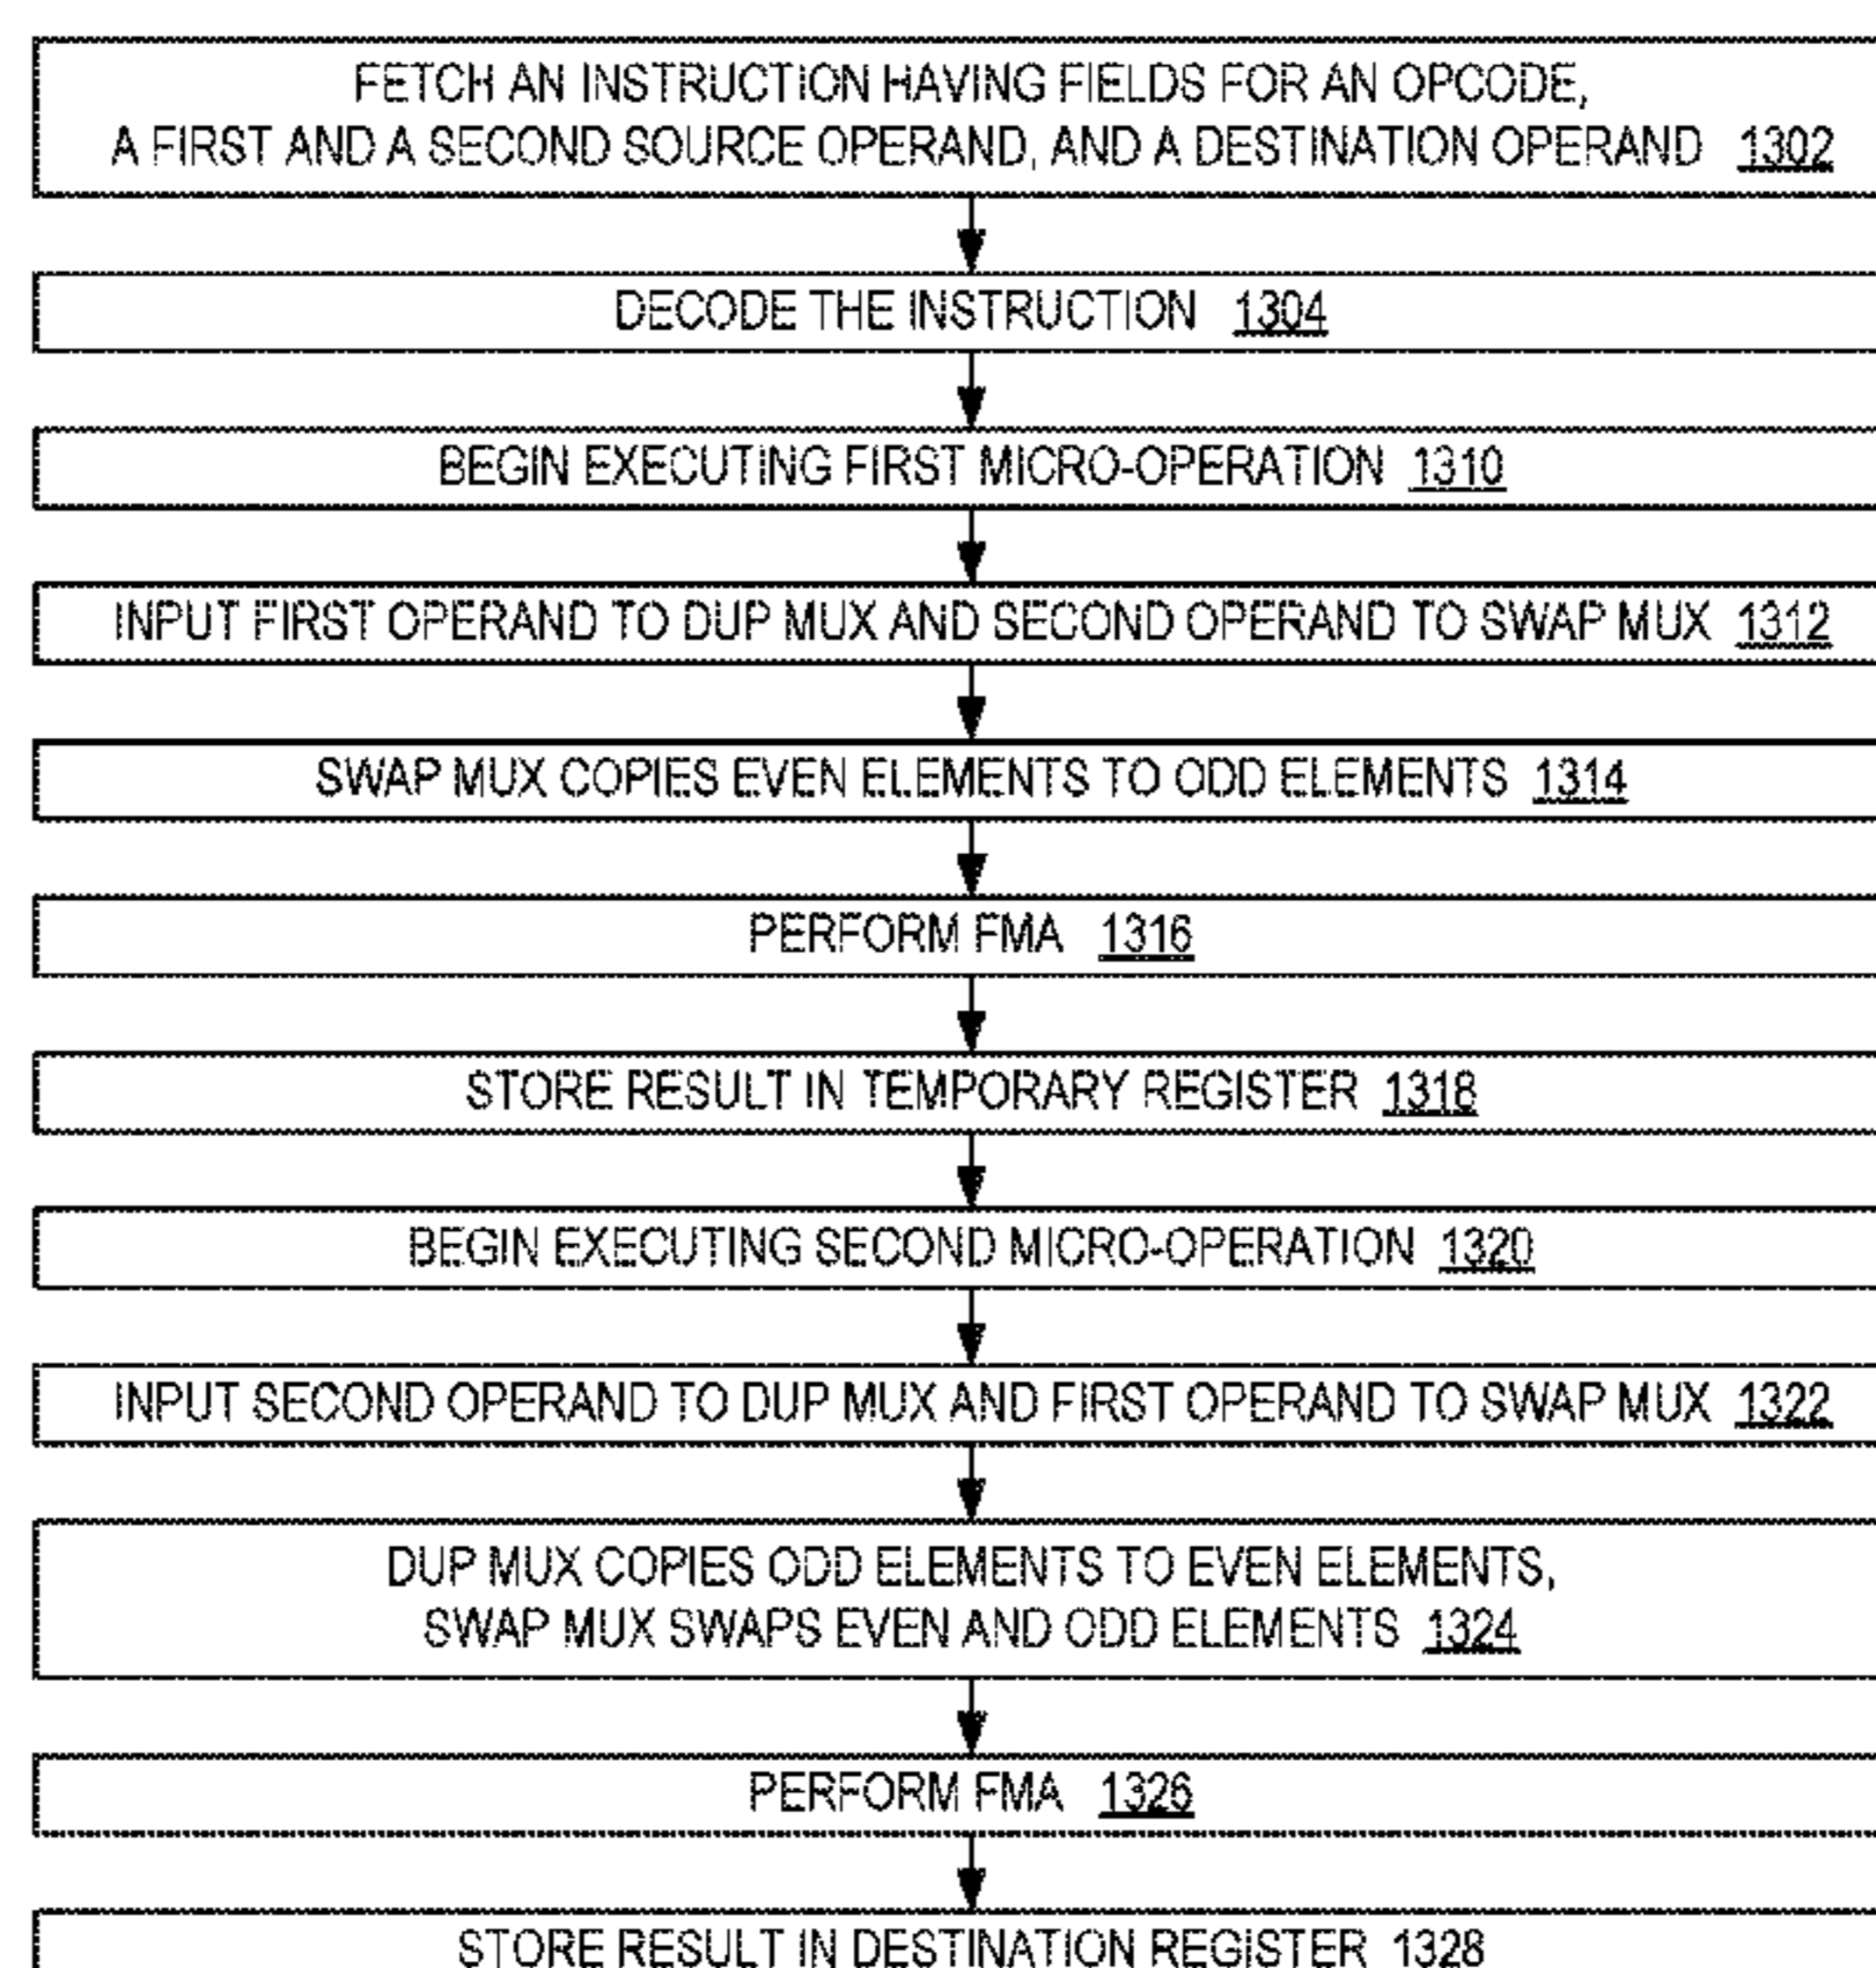 FETCH AN INSTRUCTION HAVING FIELDS FOR AN OPCODE,
A FIRST AND A SECOND SOURCE OPERAND, AND A DESTINATION OPERAND 1302
DECODE THE INSTRUCTION 1304
BEGIN EXECUTING FIRST MICRO-OPERATION 1310
INPUT FIRST OPERAND TO DUP MUX AND SECOND OPERAND TO SWAP MUX 1312
SWAP MUX COPIES EVEN ELEMENTS TO ODD ELEMENTS 1314
PERFORM FMA 1316
STORE RESULT IN TEMPORARY REGISTER 1318
BEGIN EXECUTING SECOND MICRO-OPERATION 1320
INPUT SECOND OPERAND TO DUP MUX AND FIRST OPERAND TO SWAP MUX 1322
DUP MUX COPIES ODD ELEMENTS TO EVEN ELEMENTS,
SWAP MUX SWAPS EVEN AND ODD ELEMENTS 1324
PERFORM FMA 1326
STORE RESULT IN DESTINATION REGISTER 1328